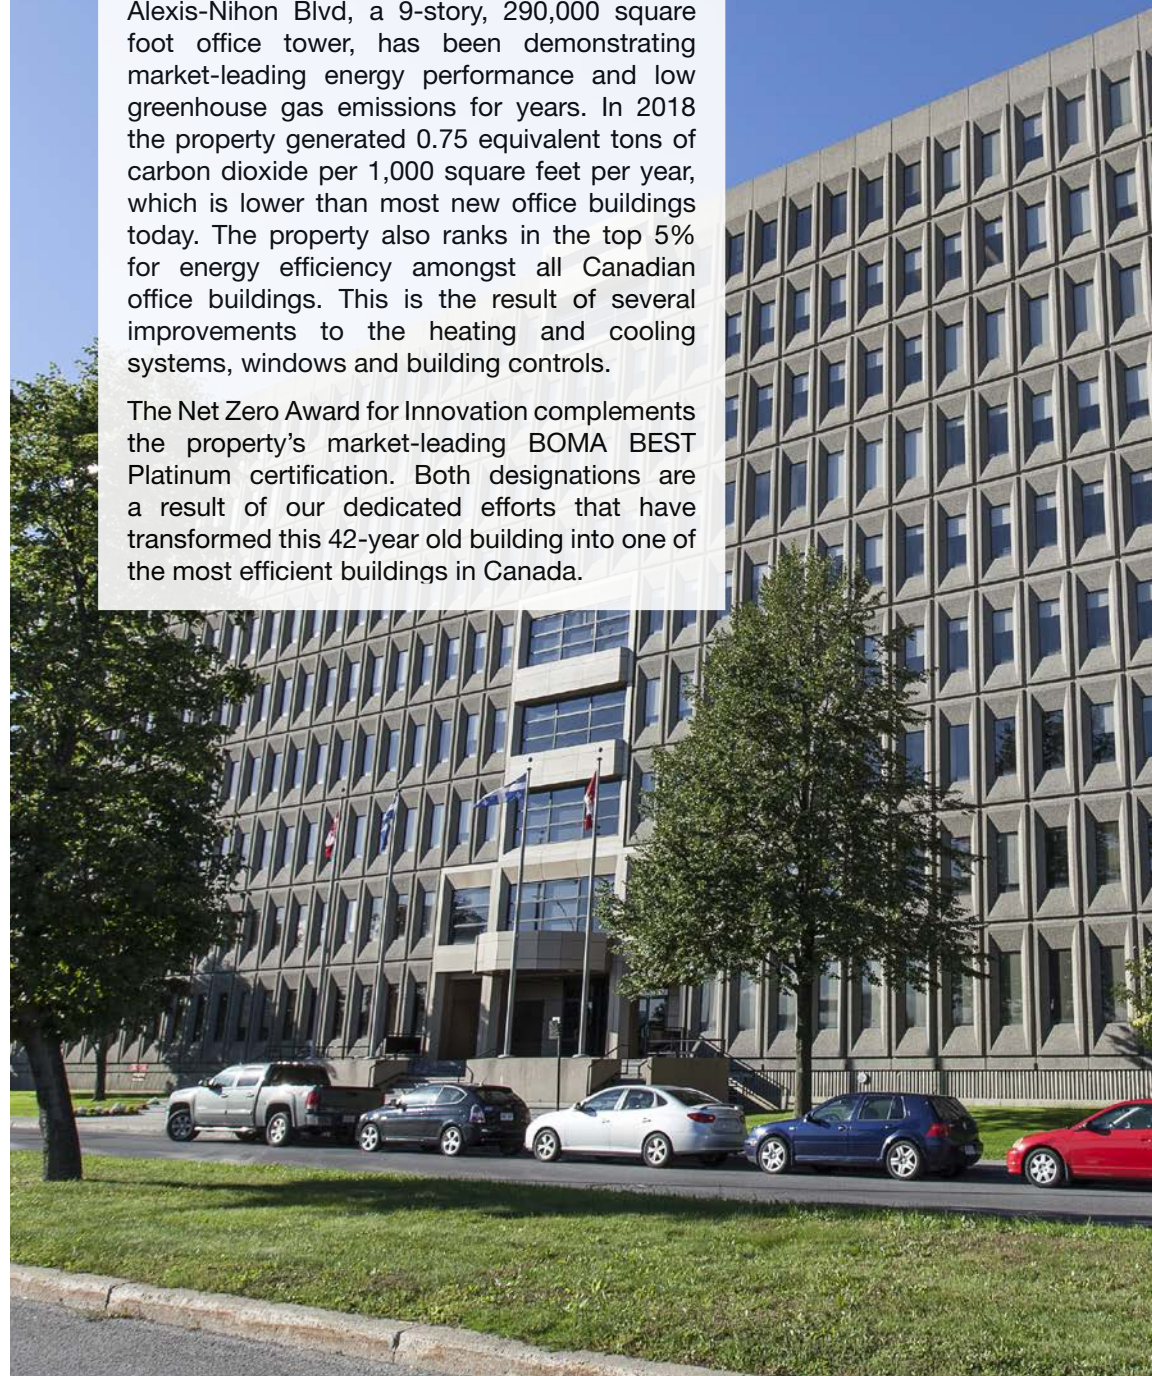 Alexis-Nihon Blvd, a 9-story, 290,000 square
foot office tower, has been demonstrating
market-leading energy performance and low
greenhouse gas emissions for years. In 2018
the property generated 0.75 equivalent tons of
carbon dioxide per 1,000 square feet per year,
which is lower than most new office buildings
today. The property also ranks in the top 5%
for energy efficiency amongst all Canadian
office buildings. This is the result of several
improvements to the heating and cooling
systems, windows and building controls.
The Net Zero Award for Innovation complements
the property’s market-leading BOMA BEST
Platinum certification. Both designations are
a result of our dedicated efforts that have
transformed this 42-year old building into one of
the most efficient buildings in Canada.